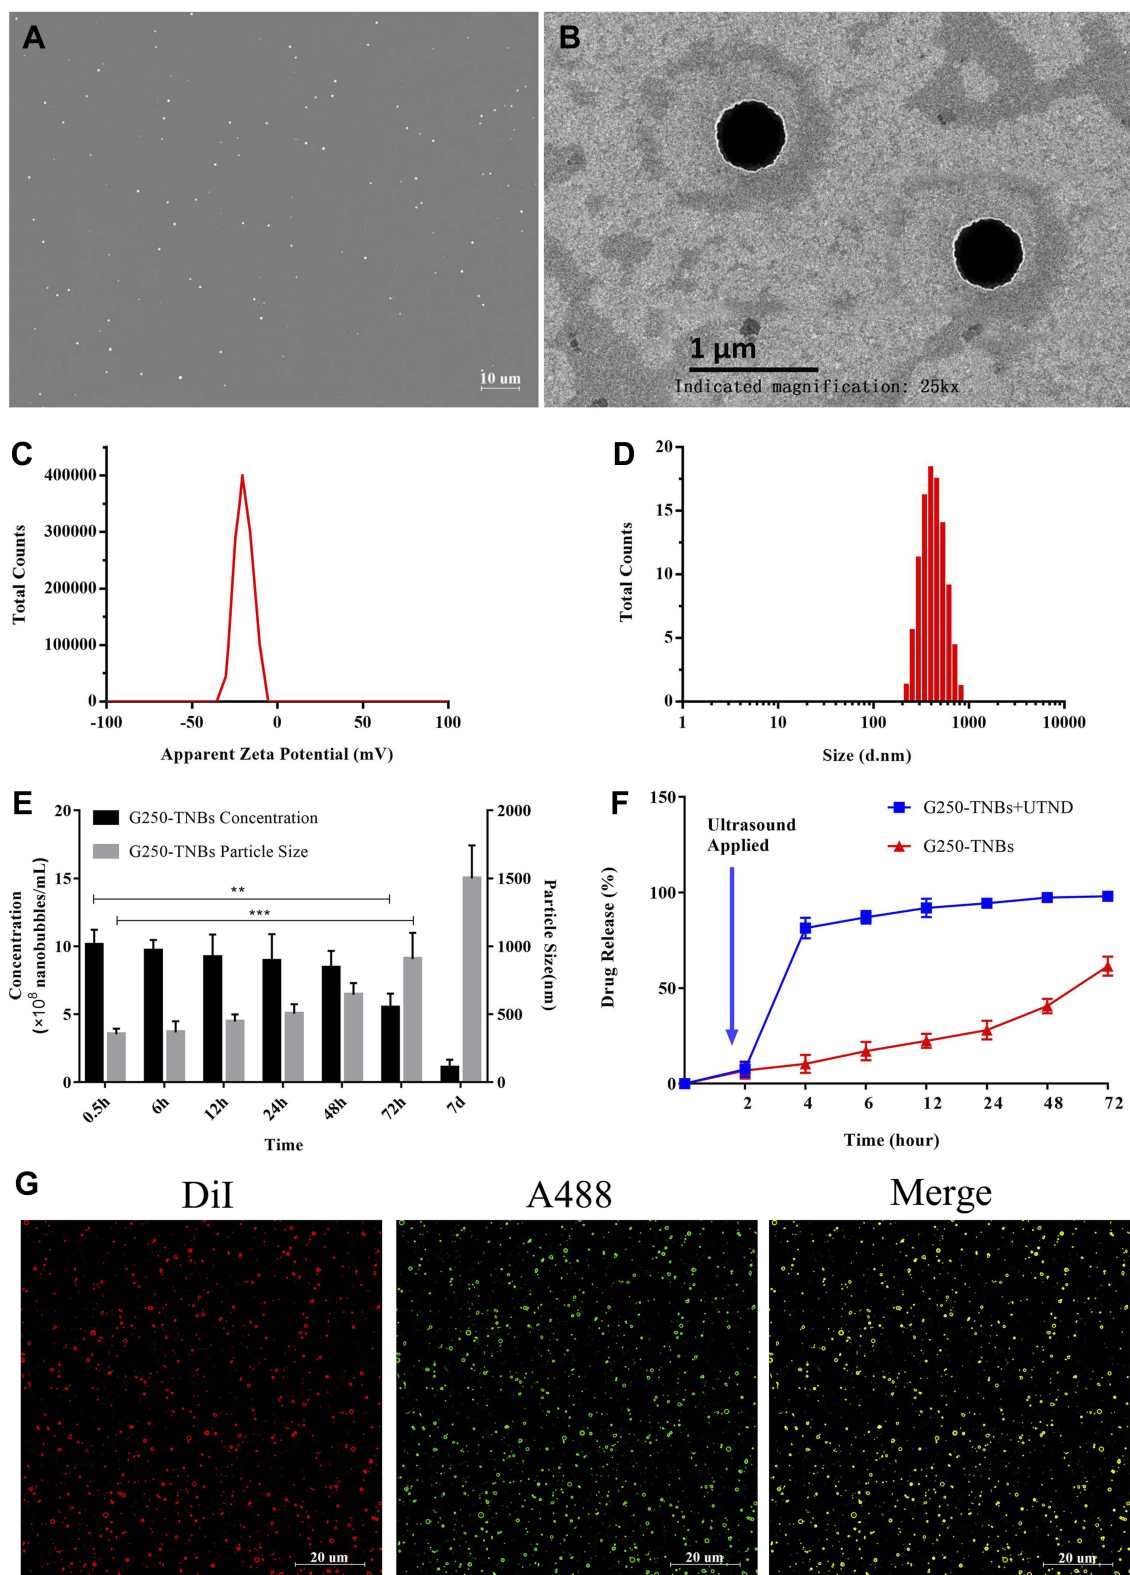 A
10 um
B
1 µm
Indicated magnification: 25kx
C
Total Counts
400000
300000
200000
100000
0
-100
-50
0
50
100
Apparent Zeta Potential (mV)
D
Total Counts
20
15
10
5
0
1
10
100
1000
10000
Size (d.nm)
E
Concentration
(×10⁸ nanobubbles/mL)
20
15
10
5
0
G250-TNBs Concentration
G250-TNBs Particle Size
**
***
2000
1500
1000
500
0
Particle Size(nm)
0.5h
6h
12h
24h
48h
72h
7d
Time
F
Drug Release (%)
150
100
50
0
Ultrasound
Applied
G250-TNBs+UTND
G250-TNBs
2
4
6
12
24
48
72
Time (hour)
G
DiI
A488
Merge
20 um
20 um
20 um